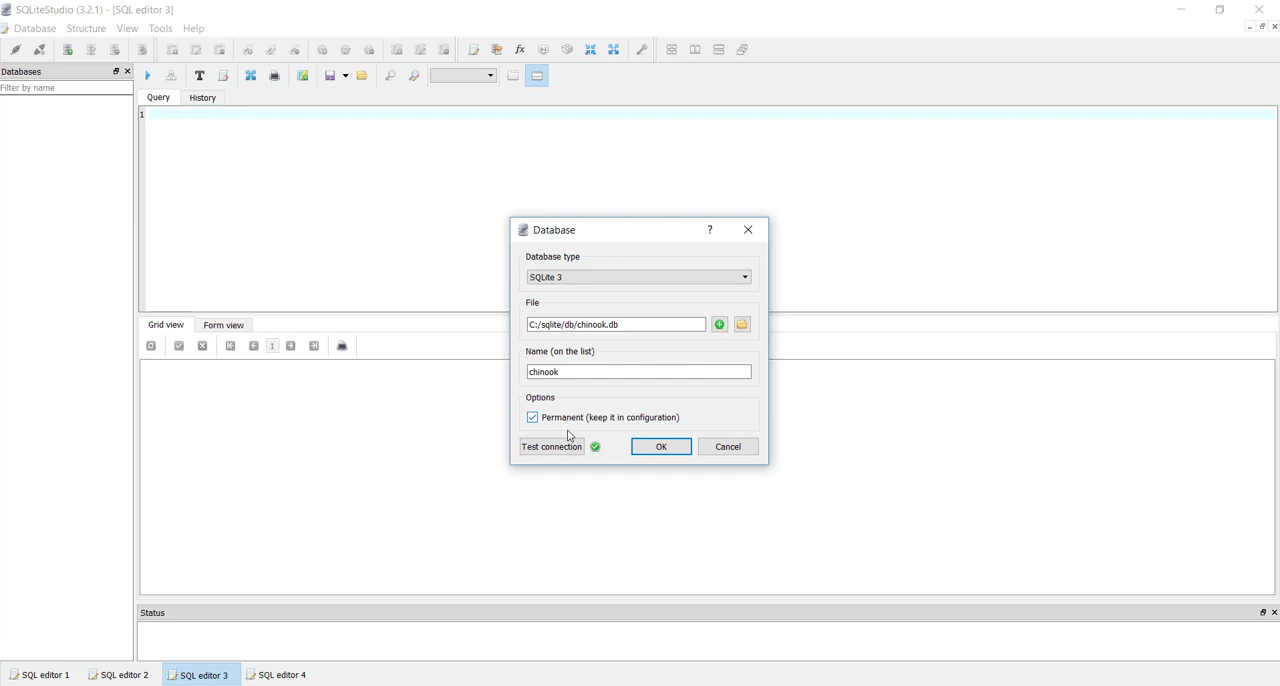 SQLiteStudio (3.2.1) - [SQL editor 3]
Database Structure View Tools Help
Databases
Filter by name
Query History
1
Database
Database type
SQLite 3
File
C:/sqlite/db/chinook.db
Name (on the list)
chinook
Options
Permanent (keep it in configuration)
Test connection OK Cancel
Grid view Form view
1
Status
SQL editor 1 SQL editor 2 SQL editor 3 SQL editor 4